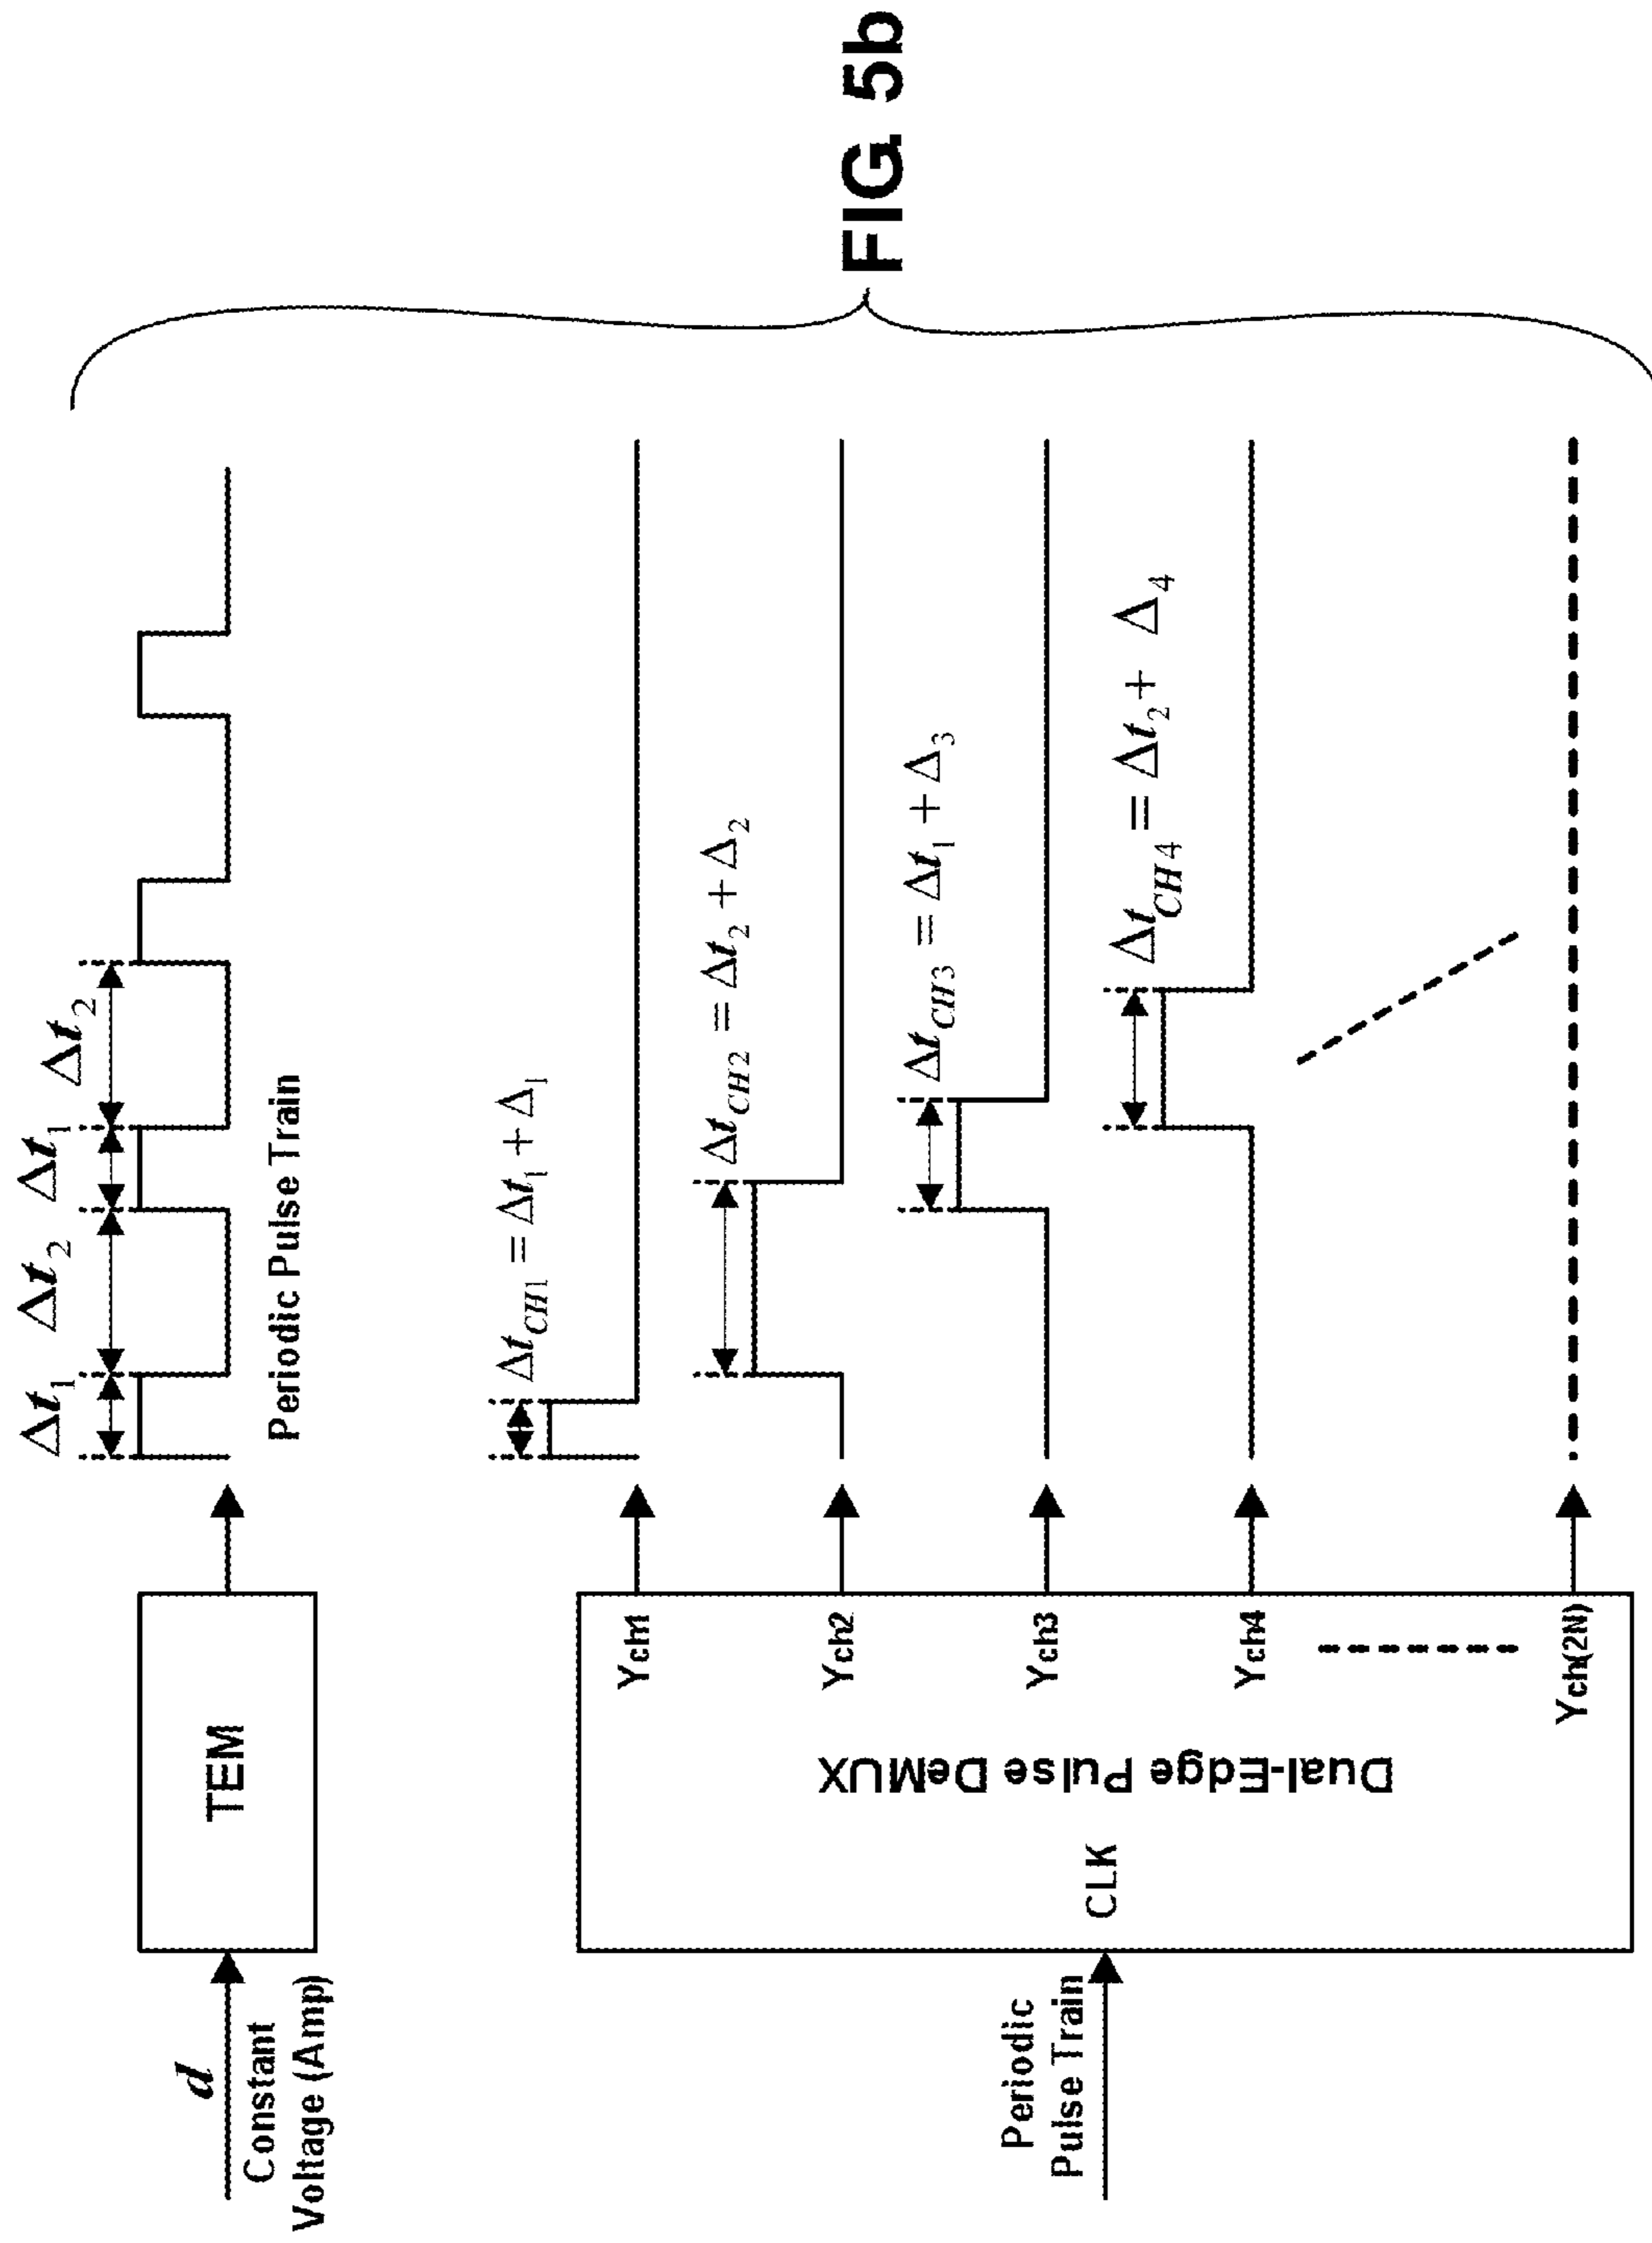 d
Constant
Voltage (Amp)
TEM
Δt₁ Δt₂ Δt₁ Δt₂
Periodic Pulse Train
Periodic
Pulse Train
CLK
Dual-Edge Pulse DeMUX
Ych1
Ych2
Ych3
Ych4
Ych(2N)
Δt_CH1 = Δt₁ + Δ₁
Δt_CH2 = Δt₂ + Δ₂
Δt_CH3 = Δt₁ + Δ₃
Δt_CH4 = Δt₂ + Δ₄
FIG. 5b